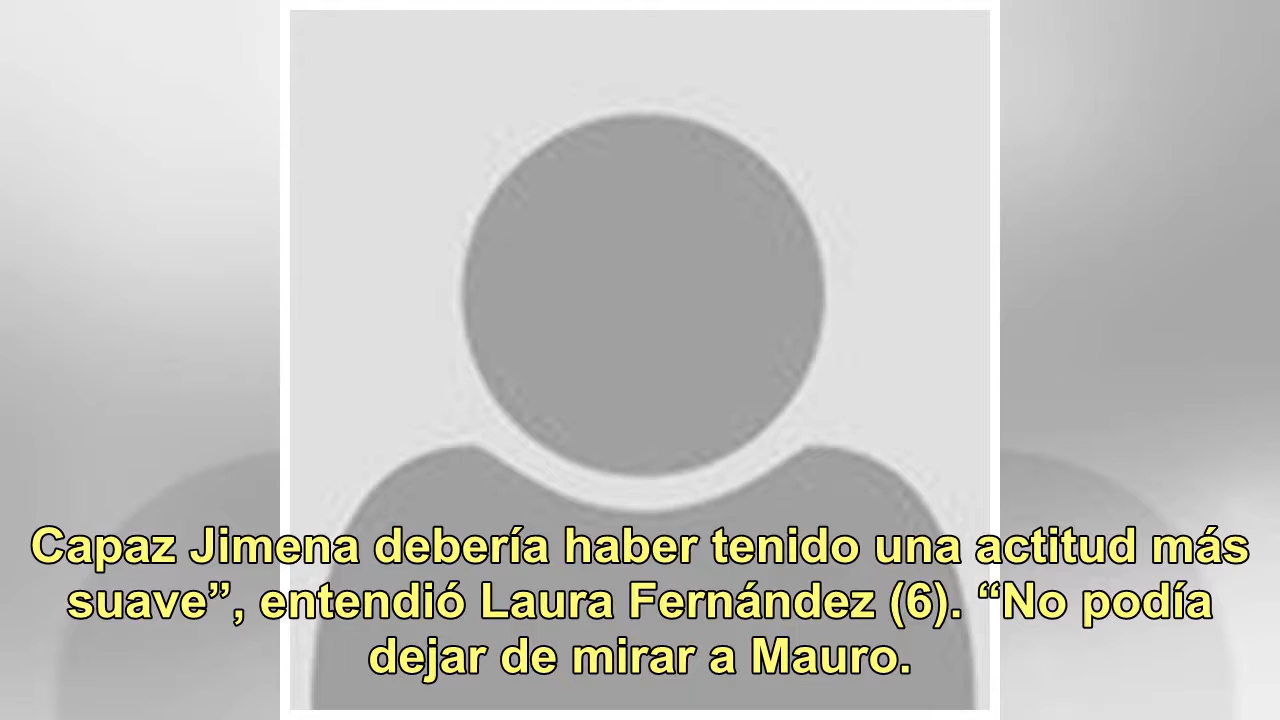 Capaz Jimena debería haber tenido una actitud más
suave”, entendió Laura Fernández (6). “No podía
dejar de mirar a Mauro.